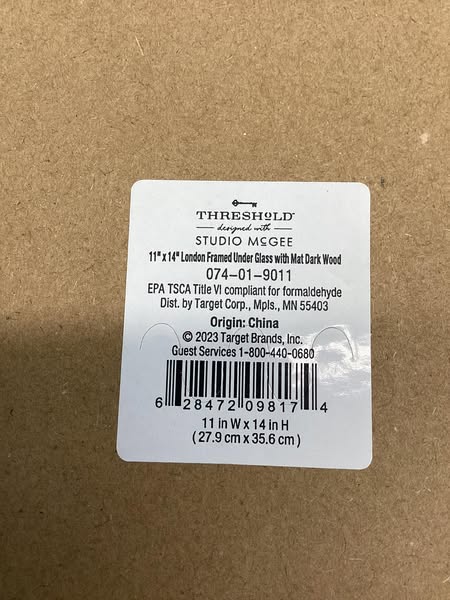 THRESHOLD
designed with
STUDIO McGEE
11" x 14" London Framed Under Glass with Mat Dark Wood
074-01-9011
EPA TSCA Title VI compliant for formaldehyde
Dist. by Target Corp., Mpls., MN 55403
Origin: China
© 2023 Target Brands, Inc.
Guest Services 1-800-440-0680
6 28472 09817 4
11 in W x 14 in H
(27.9 cm x 35.6 cm)